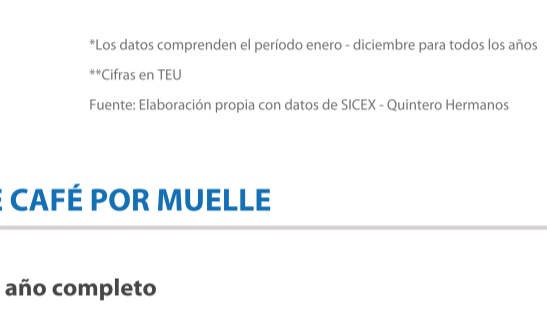 *Los datos comprenden el período enero - diciembre para todos los años
**Cifras en TEU
Fuente: Elaboración propia con datos de SICEX - Quintero Hermanos
CAFÉ POR MUELLE
año completo